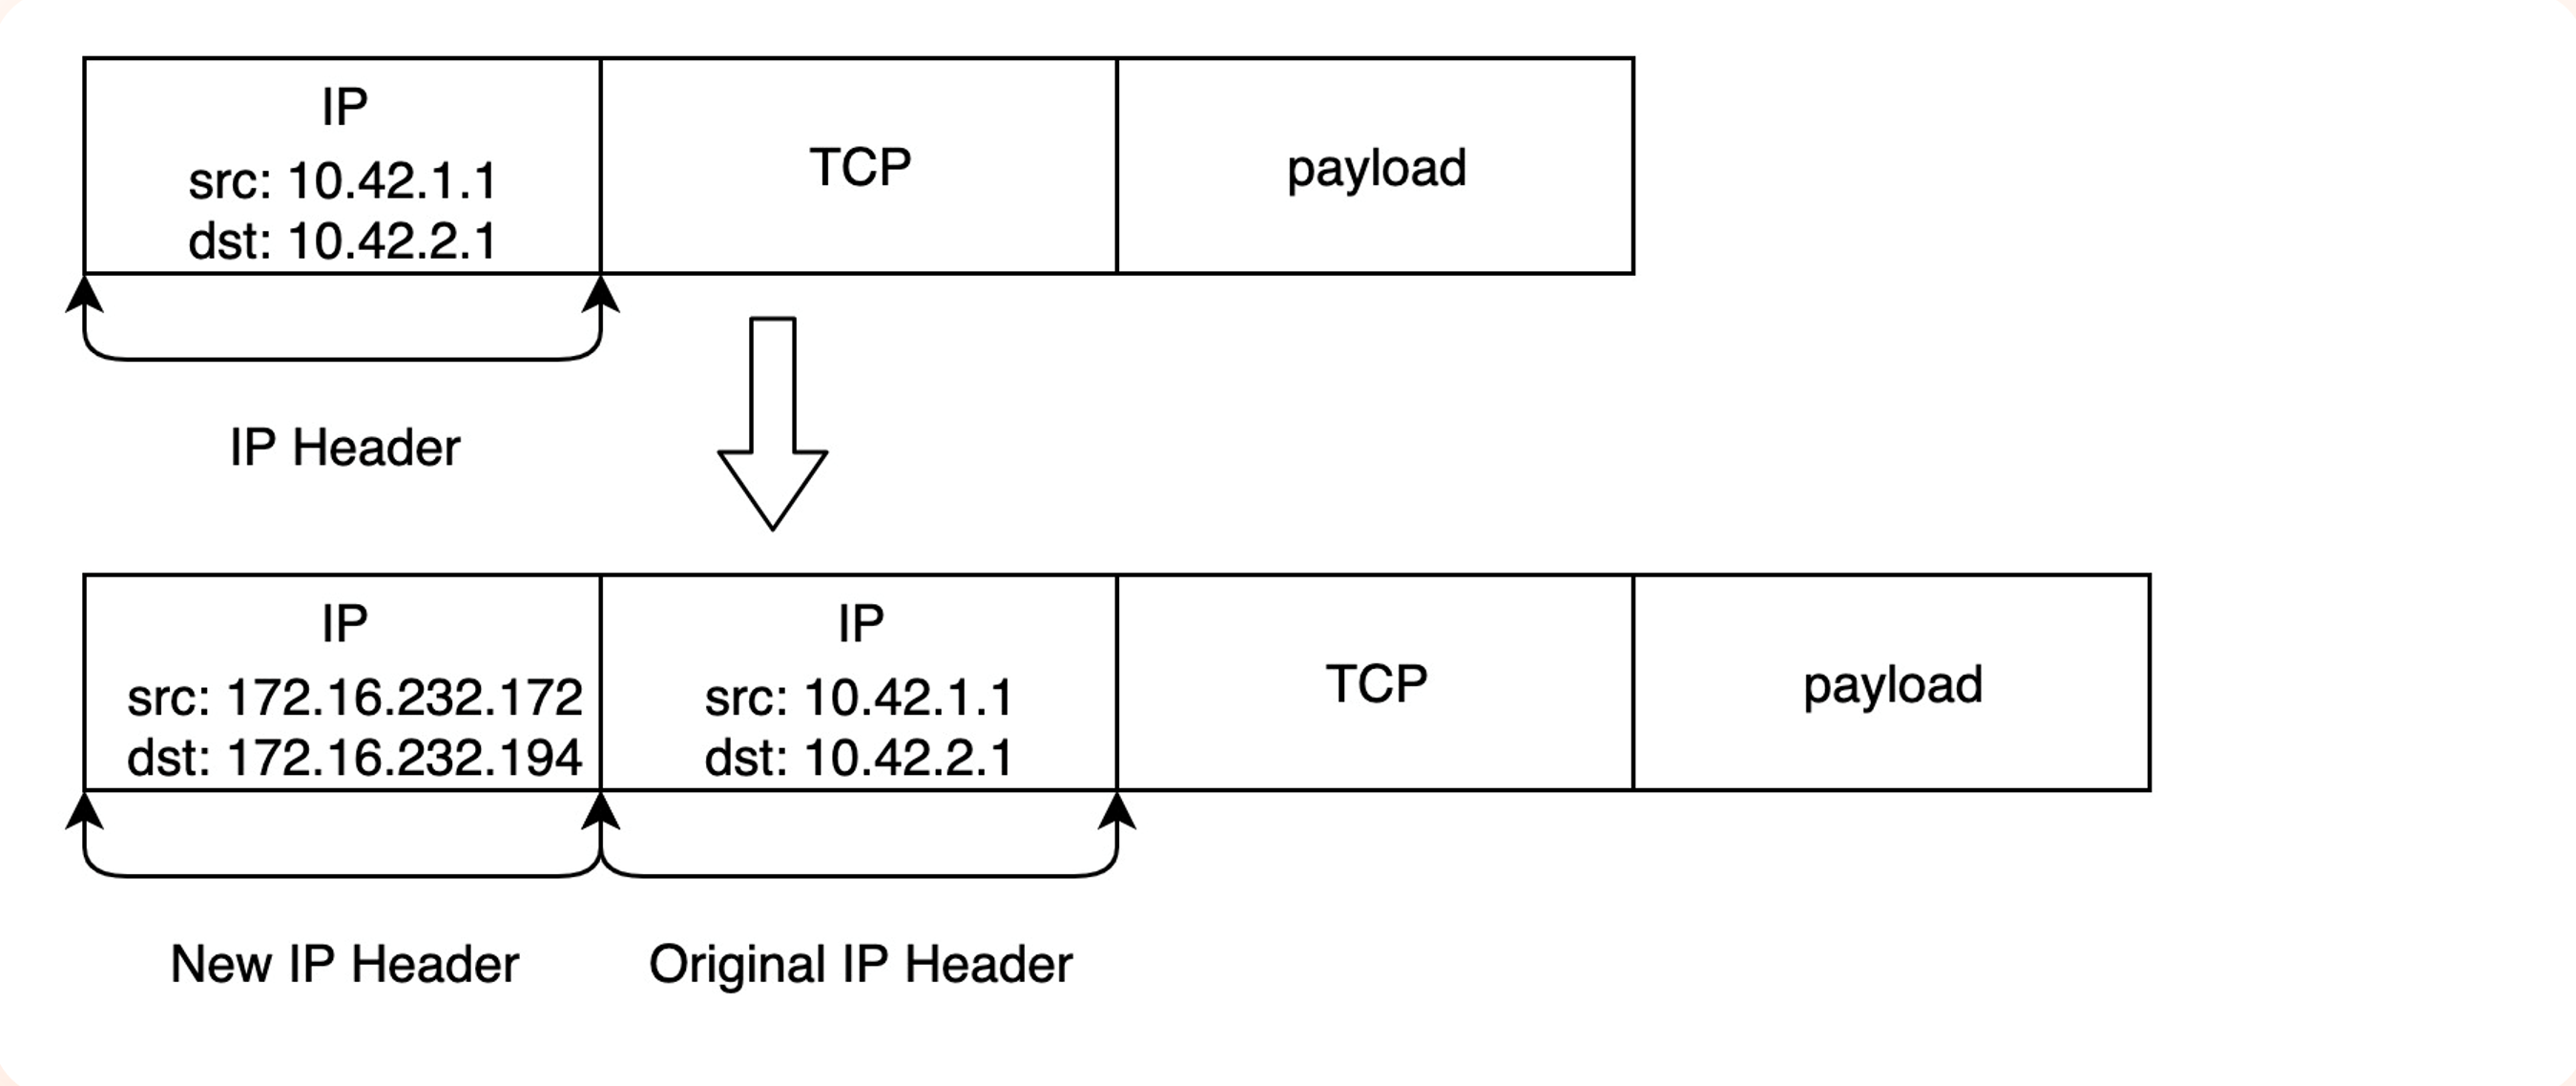 IP
src: 10.42.1.1
dst: 10.42.2.1
TCP
payload
IP Header
IP
src: 172.16.232.172
dst: 172.16.232.194
IP
src: 10.42.1.1
dst: 10.42.2.1
TCP
payload
New IP Header
Original IP Header